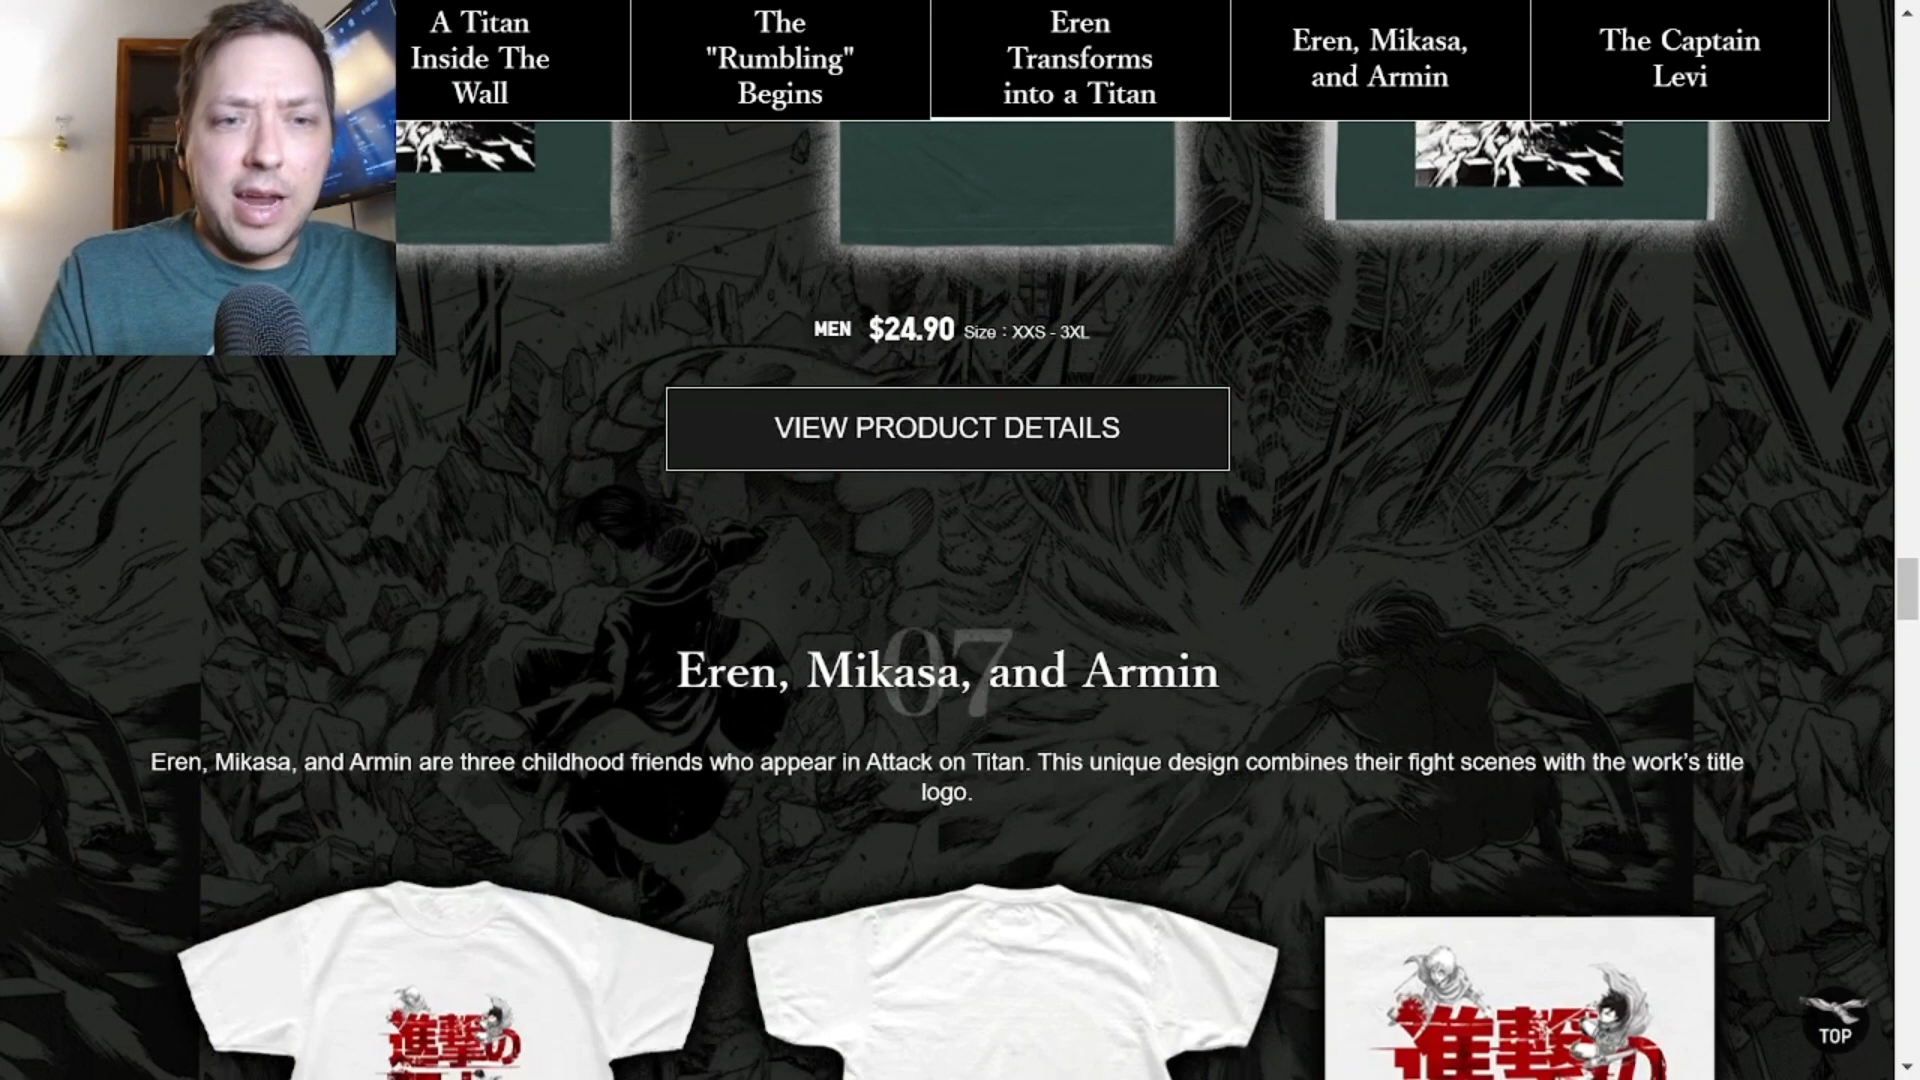 A Titan
Inside The
Wall
The
"Rumbling"
Begins
Eren
Transforms
into a Titan
Eren, Mikasa,
and Armin
The Captain
Levi
MEN $24.90 Size : XXS - 3XL
VIEW PRODUCT DETAILS
07
Eren, Mikasa, and Armin
Eren, Mikasa, and Armin are three childhood friends who appear in Attack on Titan. This unique design combines their fight scenes with the work’s title
logo.
進撃の
進撃の
TOP